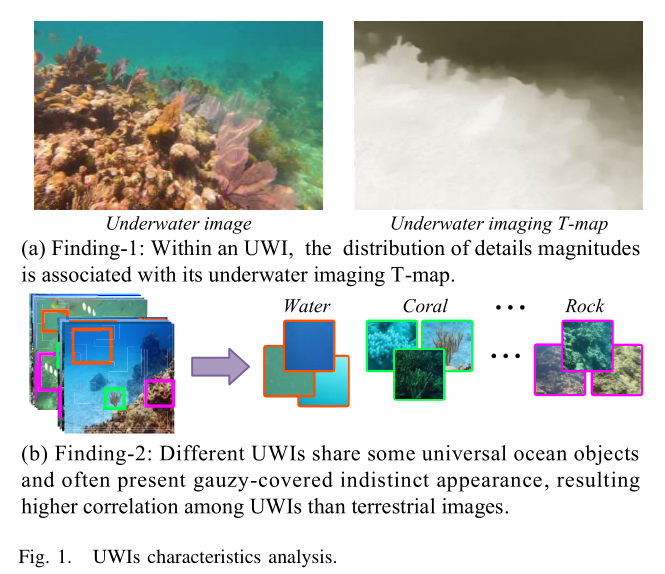 Underwater image
Underwater imaging T-map
(a) Finding-1: Within an UWI, the distribution of details magnitudes
is associated with its underwater imaging T-map.
Water
Coral
• • •
Rock
• • •
(b) Finding-2: Different UWIs share some universal ocean objects
and often present gauzy-covered indistinct appearance, resulting
higher correlation among UWIs than terrestrial images.
Fig. 1. UWIs characteristics analysis.